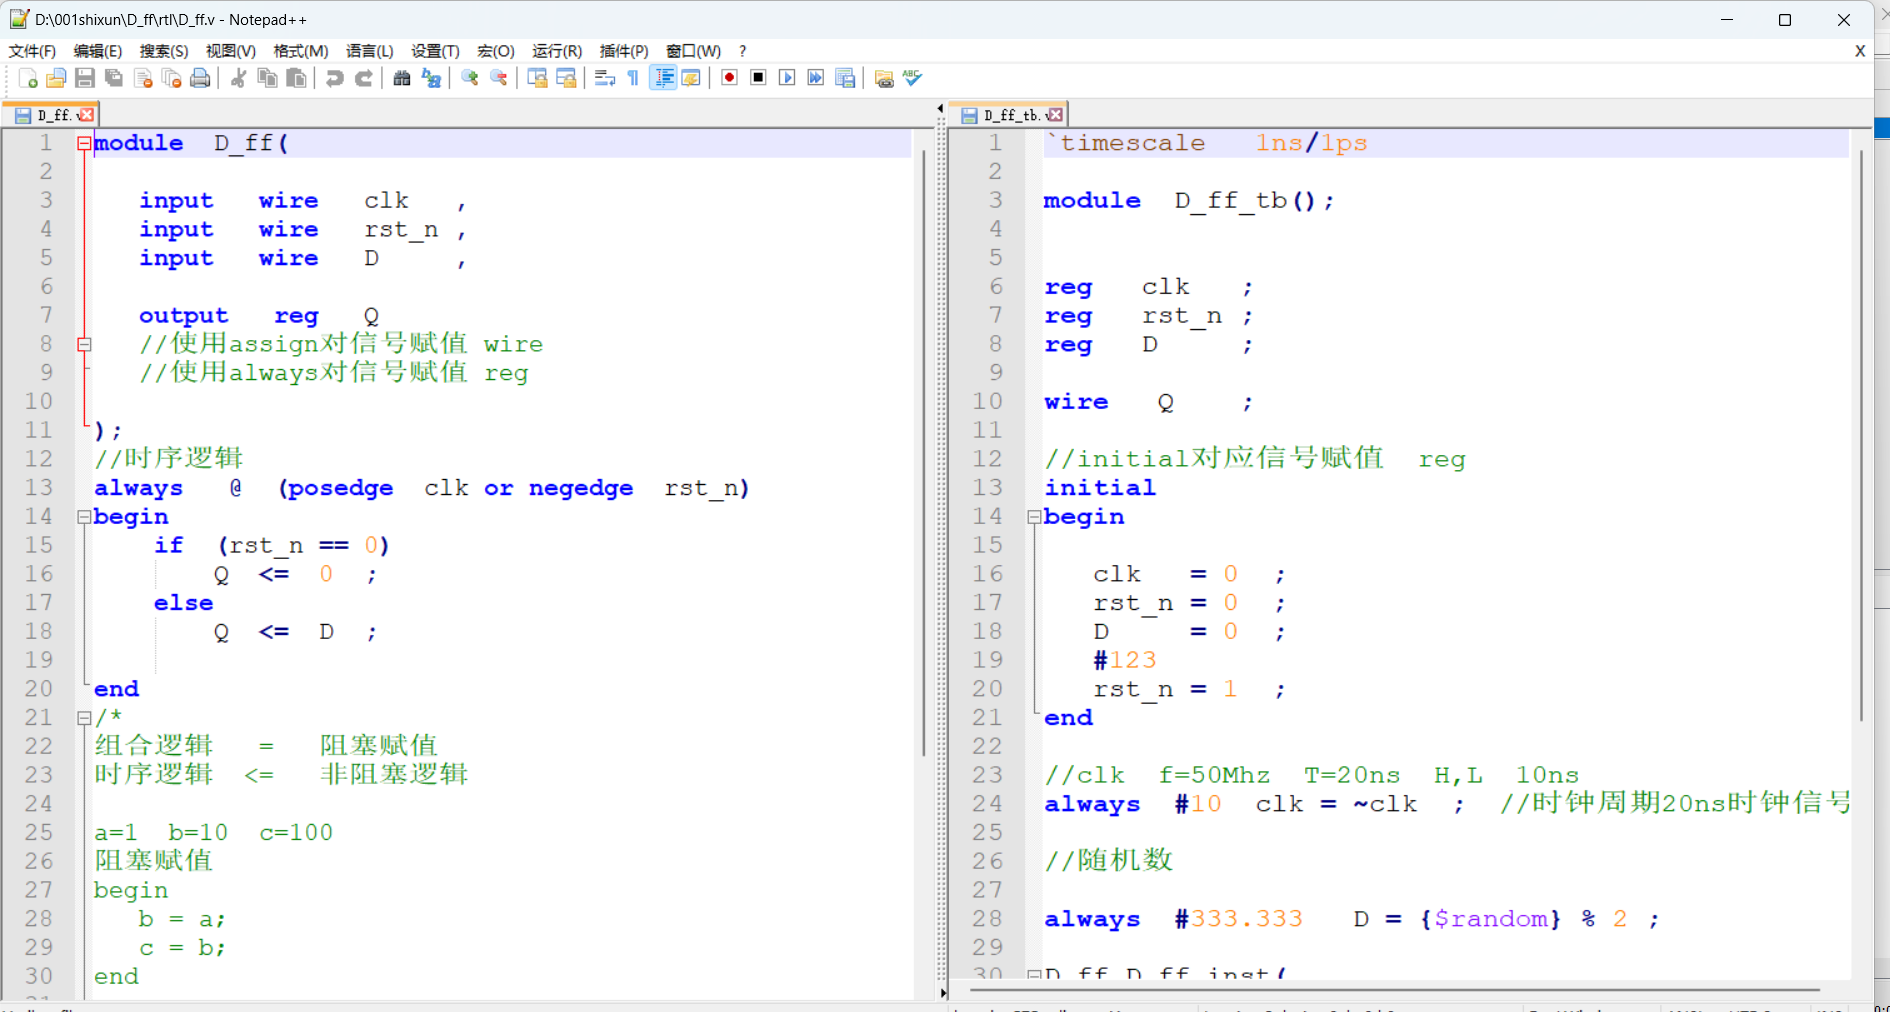 D:\001shixun\D_ff\rtl\D_ff.v - Notepad++
文件(F) 编辑(E) 搜索(S) 视图(V) 格式(M) 语言(L) 设置(T) 宏(O) 运行(R) 插件(P) 窗口(W) ? X
D_ff.v
1 module D_ff(
2
3 input wire clk ,
4 input wire rst_n ,
5 input wire D ,
6
7 output reg Q
8 //使用assign对信号赋值 wire
9 //使用always对信号赋值 reg
10
11 );
12 //时序逻辑
13 always @ (posedge clk or negedge rst_n)
14 begin
15 if (rst_n == 0)
16 Q <= 0 ;
17 else
18 Q <= D ;
19
20 end
21 /*
22 组合逻辑 = 阻塞赋值
23 时序逻辑 <= 非阻塞逻辑
24
25 a=1 b=10 c=100
26 阻塞赋值
27 begin
28 b = a;
29 c = b;
30 end
D_ff_tb.v
1 `timescale 1ns/1ps
2
3 module D_ff_tb();
4
5
6 reg clk ;
7 reg rst_n ;
8 reg D ;
9
10 wire Q ;
11
12 //initial对应信号赋值 reg
13 initial
14 begin
15
16 clk = 0 ;
17 rst_n = 0 ;
18 D = 0 ;
19 #123
20 rst_n = 1 ;
21 end
22
23 //clk f=50Mhz T=20ns H,L 10ns
24 always #10 clk = ~clk ; //时钟周期20ns时钟信号
25
26 //随机数
27
28 always #333.333 D = {$random} % 2 ;
29
30 D_ff D_ff_inst(